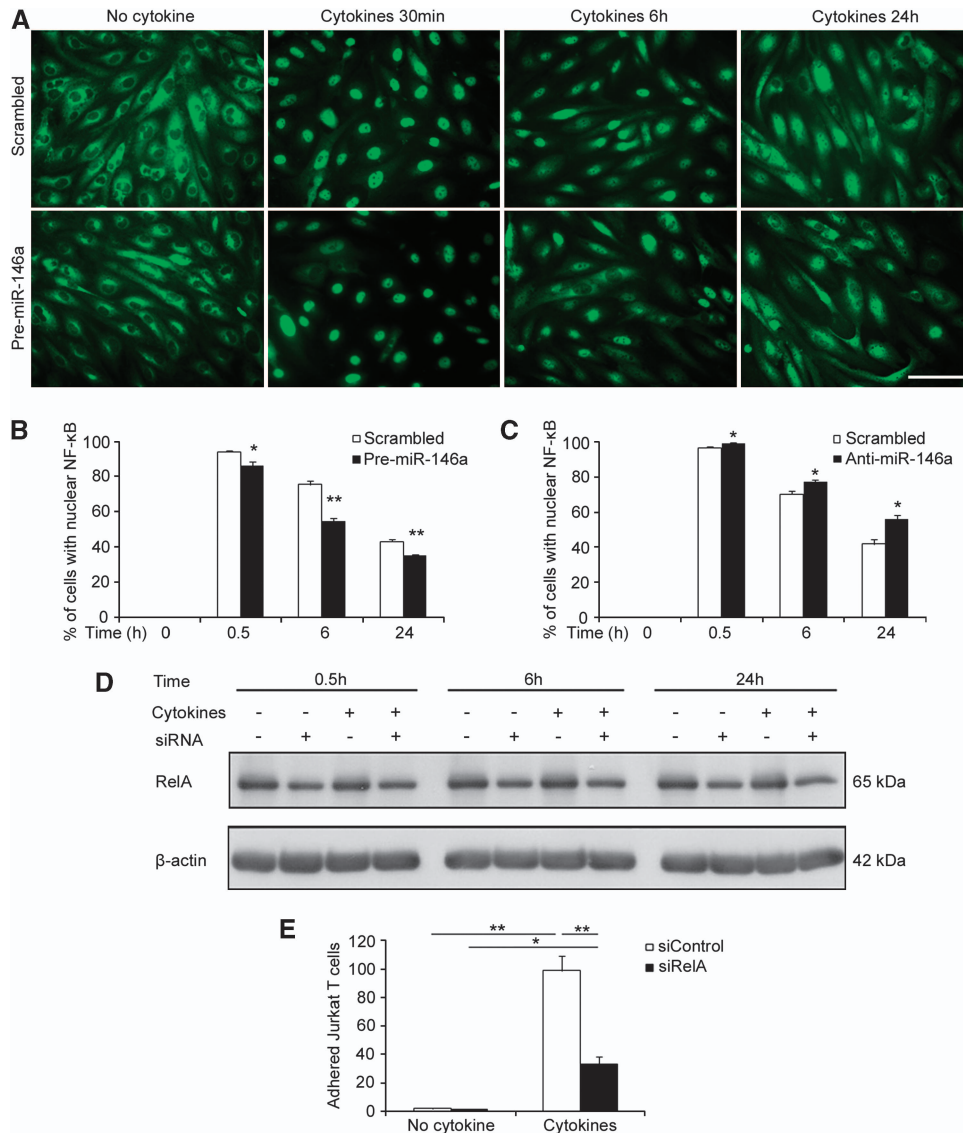 A
No cytokine
Cytokines 30min
Cytokines 6h
Cytokines 24h
Scrambled
Pre-miR-146a
B
% of cells with nuclear NF-κB
100
80
60
40
20
0
Scrambled
Pre-miR-146a
*
**
**
Time (h) 0 0.5 6 24
C
% of cells with nuclear NF-κB
100
80
60
40
20
0
Scrambled
Anti-miR-146a
*
*
*
Time (h) 0 0.5 6 24
D
Time 0.5h 6h 24h
Cytokines - - + + - - + + - - + +
siRNA - + - + - + - + - + - +
RelA 65 kDa
β-actin 42 kDa
E
Adhered Jurkat T cells
120
100
80
60
40
20
0
** **
*
siControl
siRelA
No cytokine Cytokines